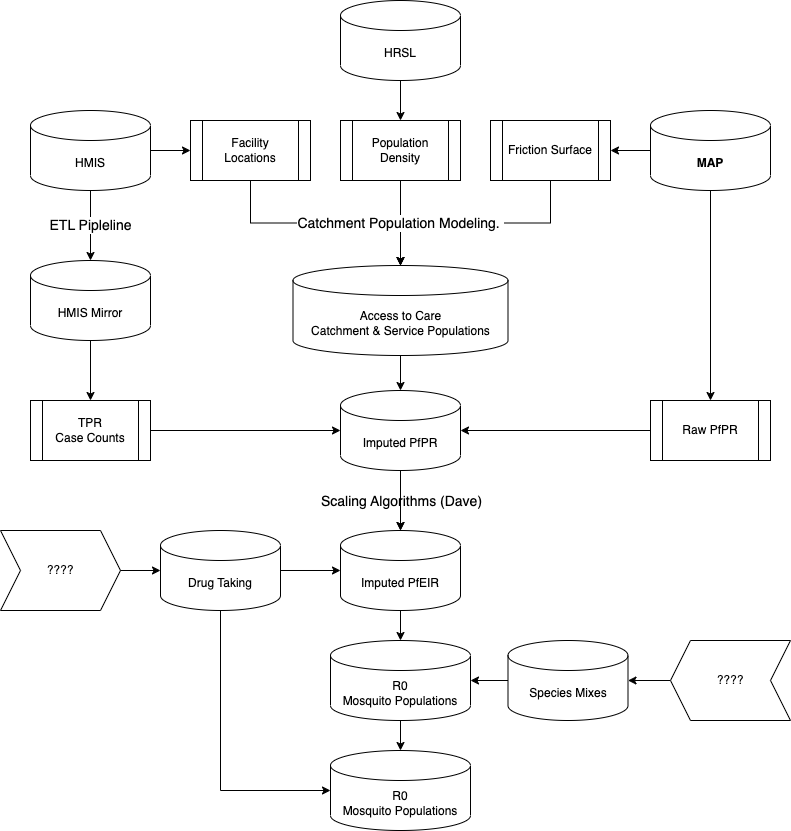 HRSL
HMIS
Facility
Locations
Population
Density
Friction Surface
MAP
ETL Pipleline
Catchment Population Modeling.
HMIS Mirror
Access to Care
Catchment & Service Populations
TPR
Case Counts
Imputed PfPR
Raw PfPR
Scaling Algorithms (Dave)
????
Drug Taking
Imputed PfEIR
R0
Mosquito Populations
Species Mixes
????
R0
Mosquito Populations